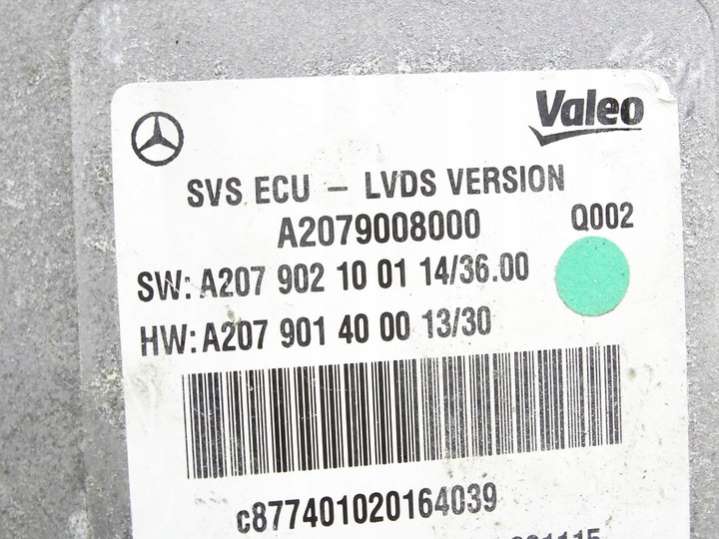 Valeo
SVS ECU – LVDS VERSION
A2079008000 Q002
SW: A207 902 10 01 14/36.00
HW: A207 901 40 00 13/30
c877401020164039